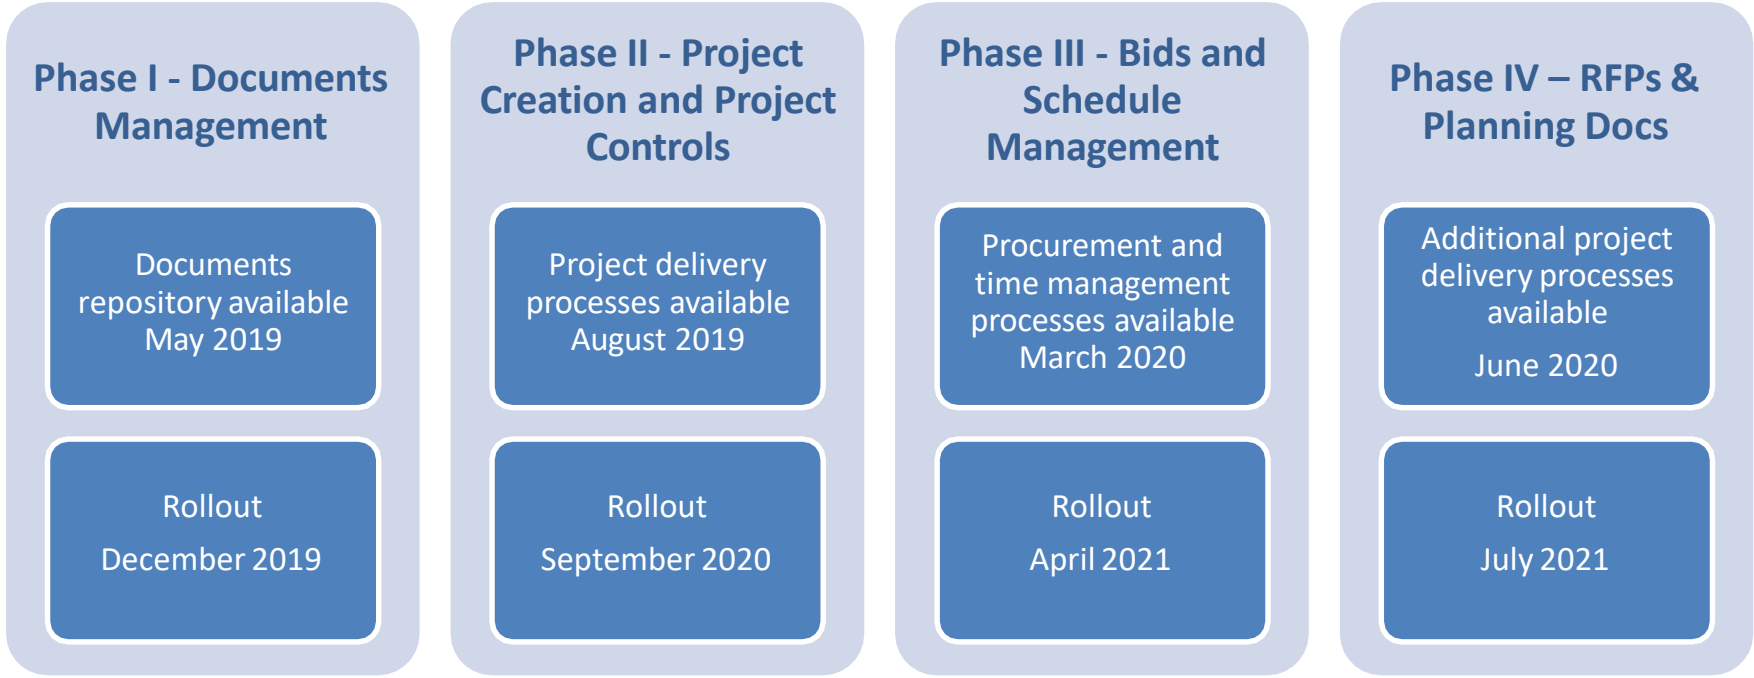 Phase I - Documents
Management
Documents
repository available
May 2019
Rollout
December 2019
Phase II - Project
Creation and Project
Controls
Project delivery
processes available
August 2019
Rollout
September 2020
Phase III - Bids and
Schedule
Management
Procurement and
time management
processes available
March 2020
Rollout
April 2021
Phase IV – RFPs &
Planning Docs
Additional project
delivery processes
available
June 2020
Rollout
July 2021